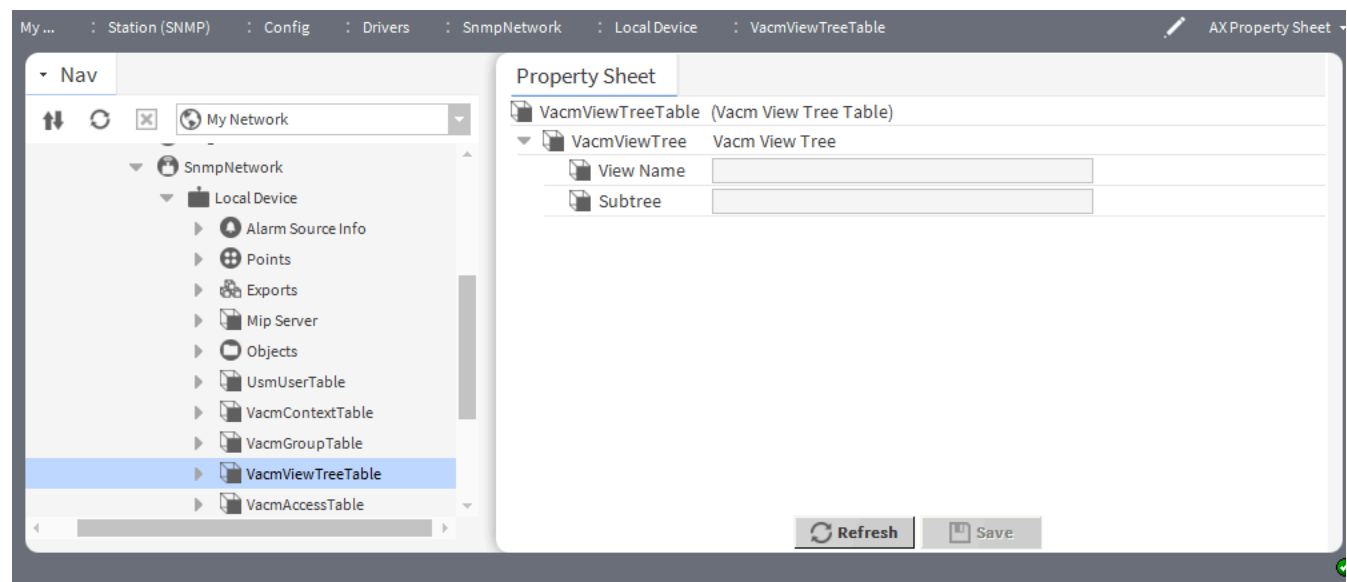 My ... : Station (SNMP) : Config : Drivers : SnmpNetwork : Local Device : VacmViewTreeTable AX Property Sheet
Nav
My Network
SnmpNetwork
Local Device
Alarm Source Info
Points
Exports
Mip Server
Objects
UsmUserTable
VacmContextTable
VacmGroupTable
VacmViewTreeTable
VacmAccessTable
Property Sheet
VacmViewTreeTable (Vacm View Tree Table)
VacmViewTree Vacm View Tree
View Name
Subtree
Refresh Save